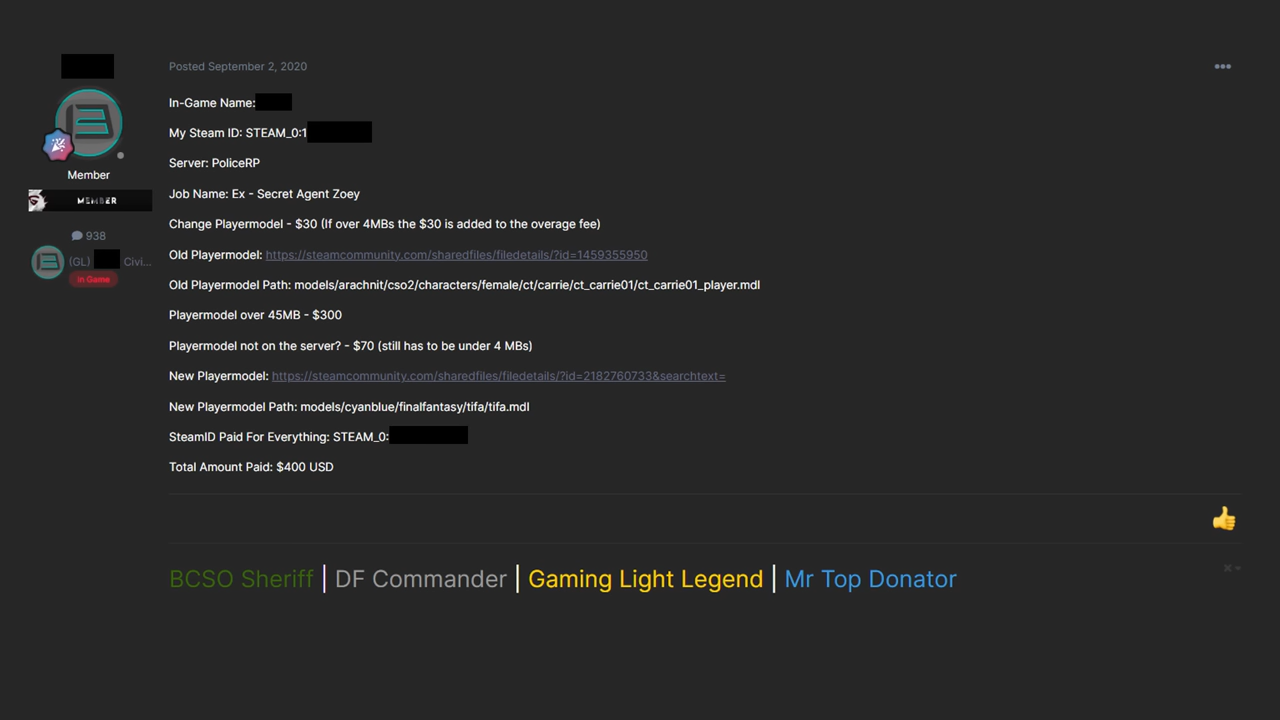 Posted September 2, 2020
In-Game Name:
My Steam ID: STEAM_0:1
Member
Server: PoliceRP
MEMBER
Job Name: Ex - Secret Agent Zoey
Change Playermodel - $30 (If over 4MBs the $30 is added to the overage fee)
938
Old Playermodel: https://steamcommunity.com/sharedfiles/filedetails/?id=1459355950
(GL) Civi...
In Game
Old Playermodel Path: models/arachnit/cso2/characters/female/ct/carrie/ct_carrie01/ct_carrie01_player.mdl
Playermodel over 45MB - $300
Playermodel not on the server? - $70 (still has to be under 4 MBs)
New Playermodel: https://steamcommunity.com/sharedfiles/filedetails/?id=2182760733&searchtext=
New Playermodel Path: models/cyanblue/finalfantasy/tifa/tifa.mdl
SteamID Paid For Everything: STEAM_0:
Total Amount Paid: $400 USD
BCSO Sheriff | DF Commander | Gaming Light Legend | Mr Top Donator